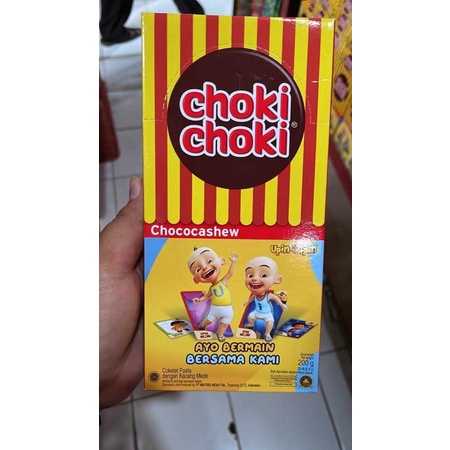 choki
choki®
Chococashew
Upin Ipin
U
i
AYO BERMAIN
BERSAMA KAMI
Cokelat Pasta
dengan Kacang Mede
200 g